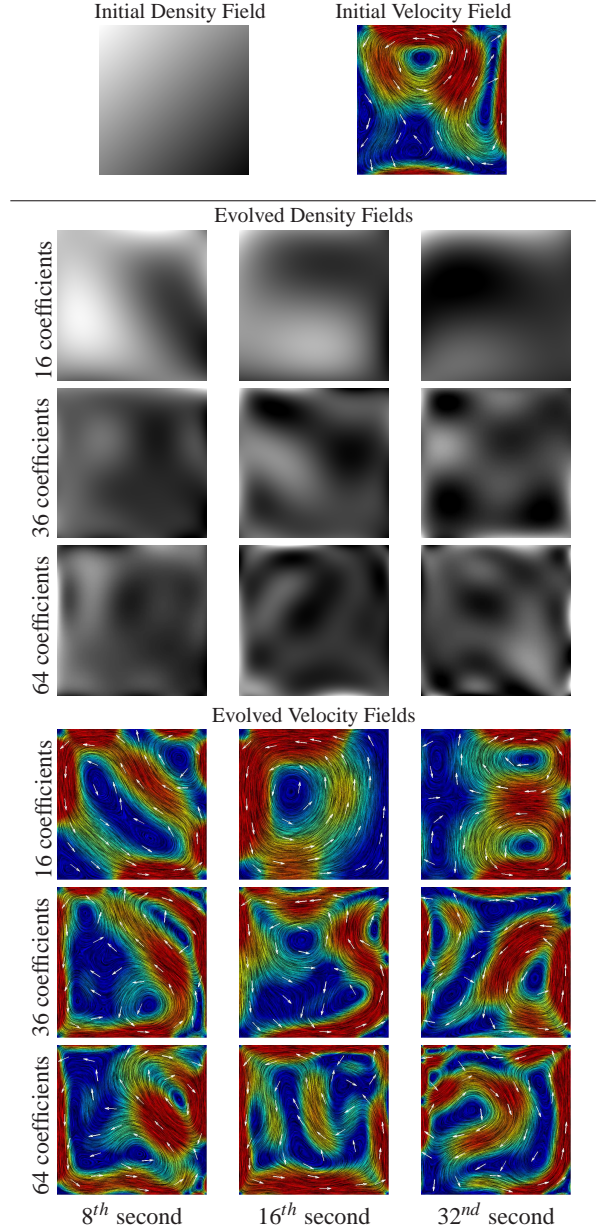 Initial Density Field
Initial Velocity Field
Evolved Density Fields
16 coefficients
36 coefficients
64 coefficients
Evolved Velocity Fields
16 coefficients
36 coefficients
64 coefficients
8th second
16th second
32nd second